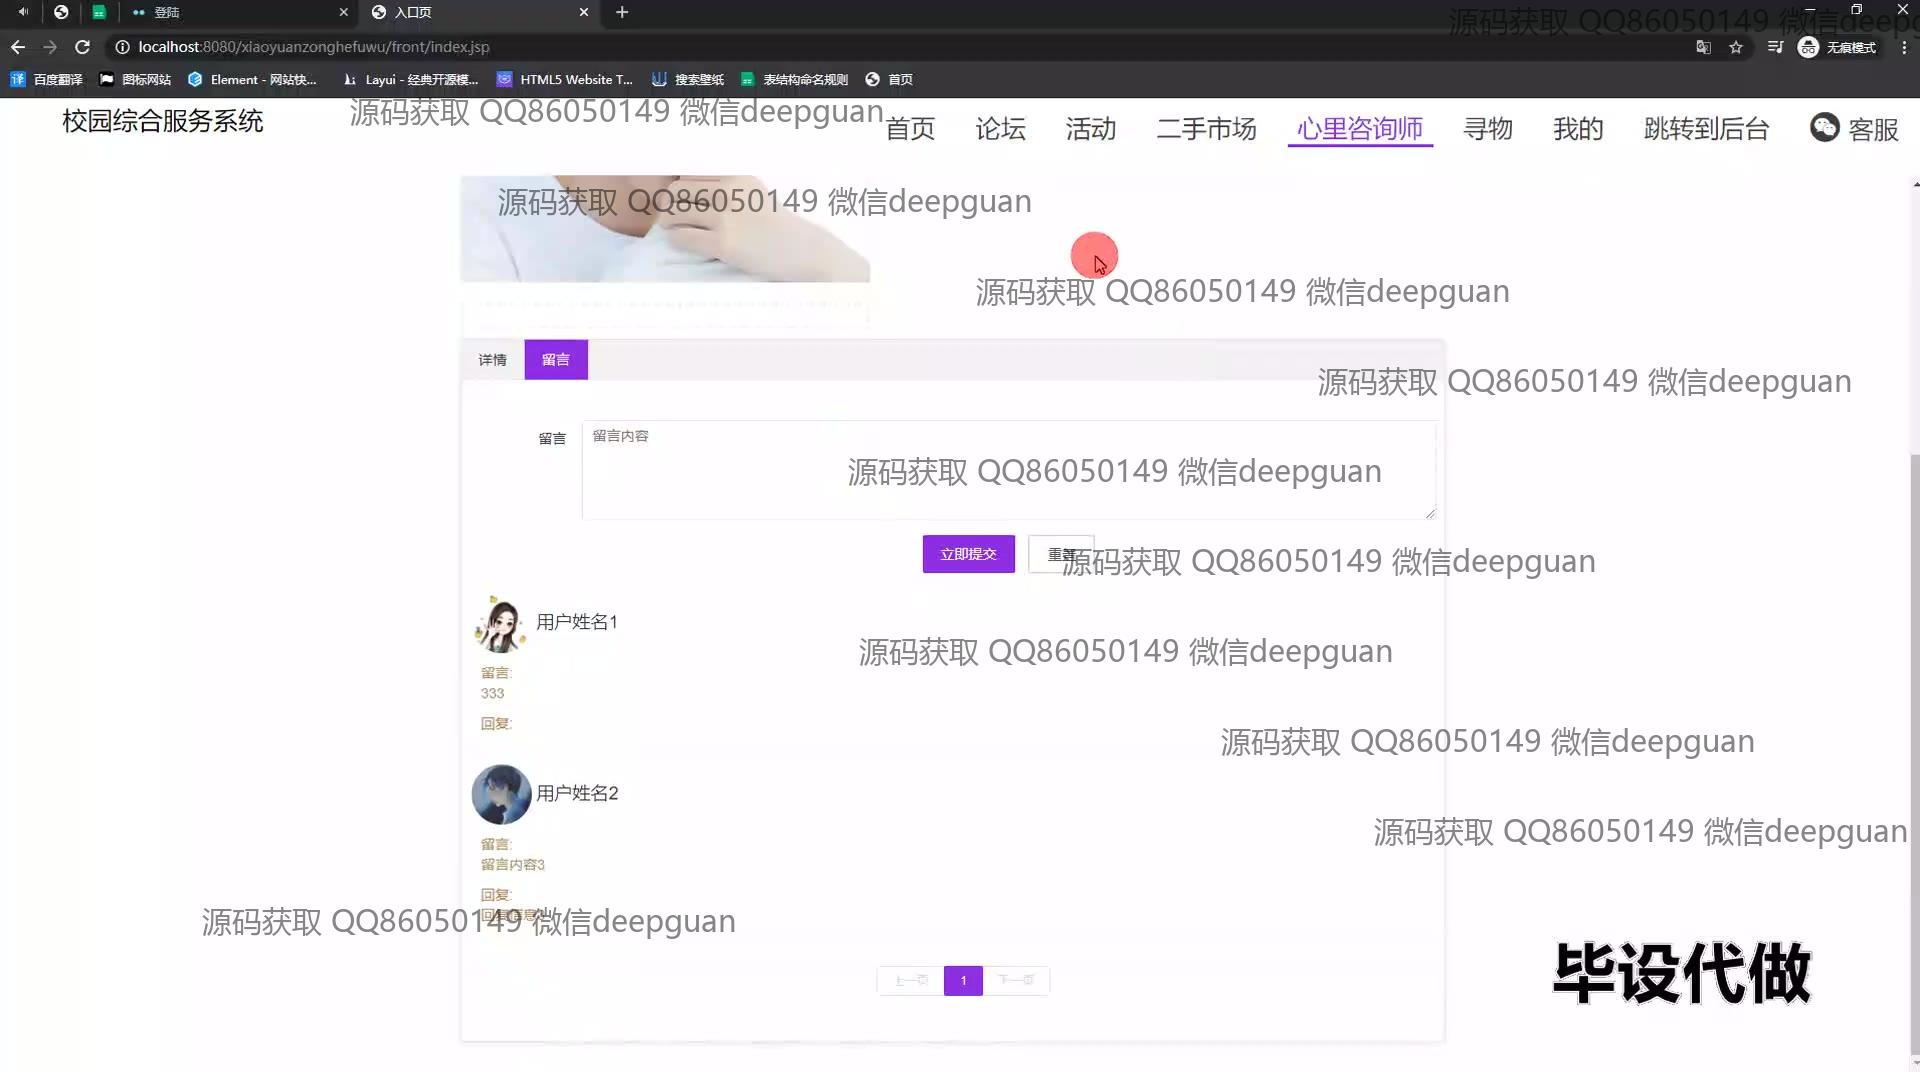 登陆
入口页
源码获取 QQ86050149 微信deepg
localhost:8080/xiaoyuanzonghefuwu/front/index.jsp
无痕模式
译 百度翻译
图标网站
Element - 网站快...
Layui - 经典开源模...
HTML5 Website T...
搜索壁纸
表结构命名规则
首页
校园综合服务系统
源码获取 QQ86050149 微信deepguan
首页
论坛
活动
二手市场
心里咨询师
寻物
我的
跳转到后台
客服
源码获取 QQ86050149 微信deepguan
源码获取 QQ86050149 微信deepguan
详情
留言
源码获取 QQ86050149 微信deepguan
留言
留言内容
源码获取 QQ86050149 微信deepguan
立即提交
重置
源码获取 QQ86050149 微信deepguan
用户姓名1
源码获取 QQ86050149 微信deepguan
留言:
333
回复:
源码获取 QQ86050149 微信deepguan
用户姓名2
源码获取 QQ86050149 微信deepguan
留言:
留言内容3
回复:
源码获取 QQ86050149 微信deepguan
毕设代做
上一页
1
下一页